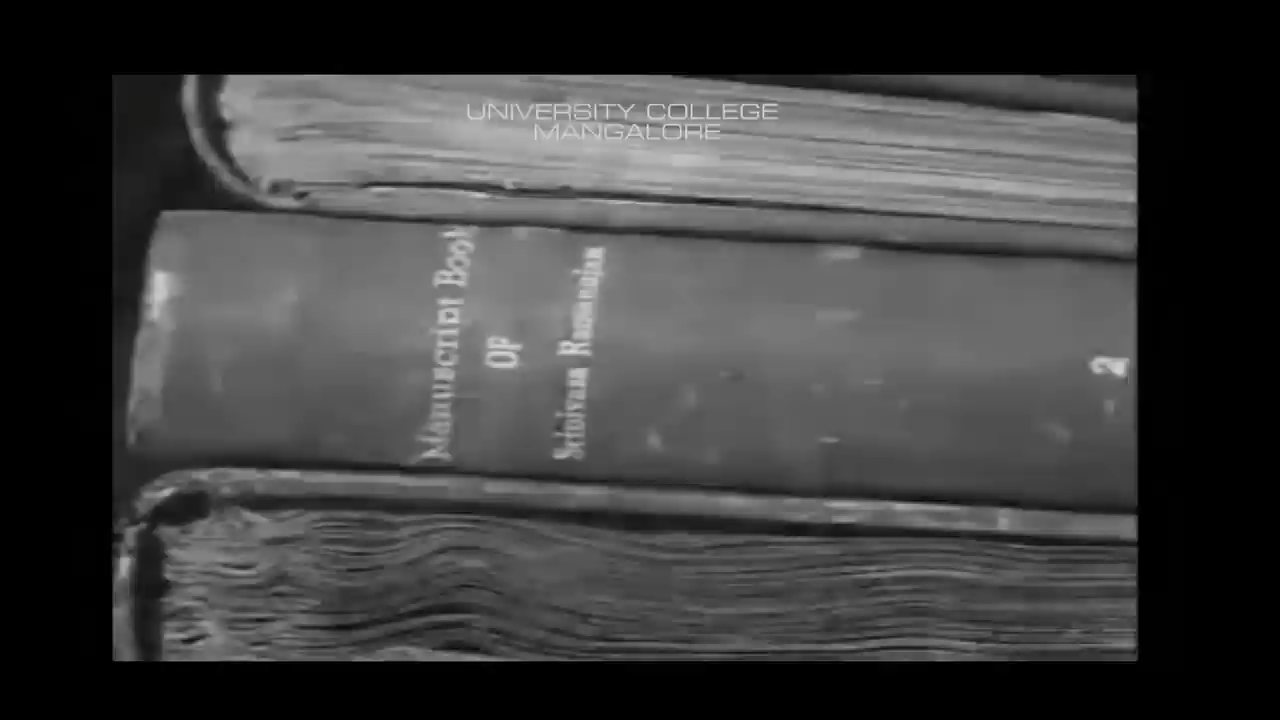 UNIVERSITY COLLEGE
MANGALORE
Manuscript Book
OF
Srinivasa Ramanujan
2